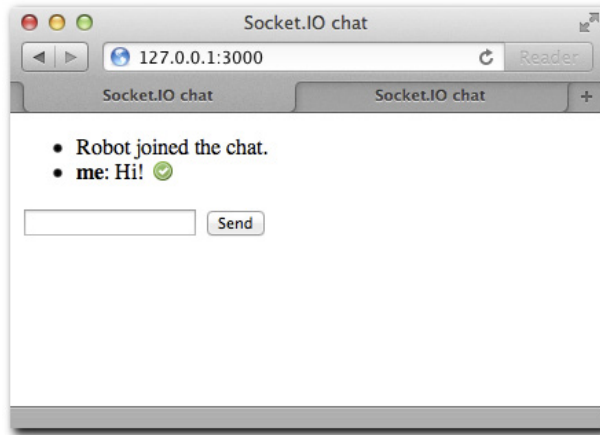 Socket.IO chat
127.0.0.1:3000
Reader
Socket.IO chat
Socket.IO chat
+
Robot joined the chat.
me: Hi!
Send